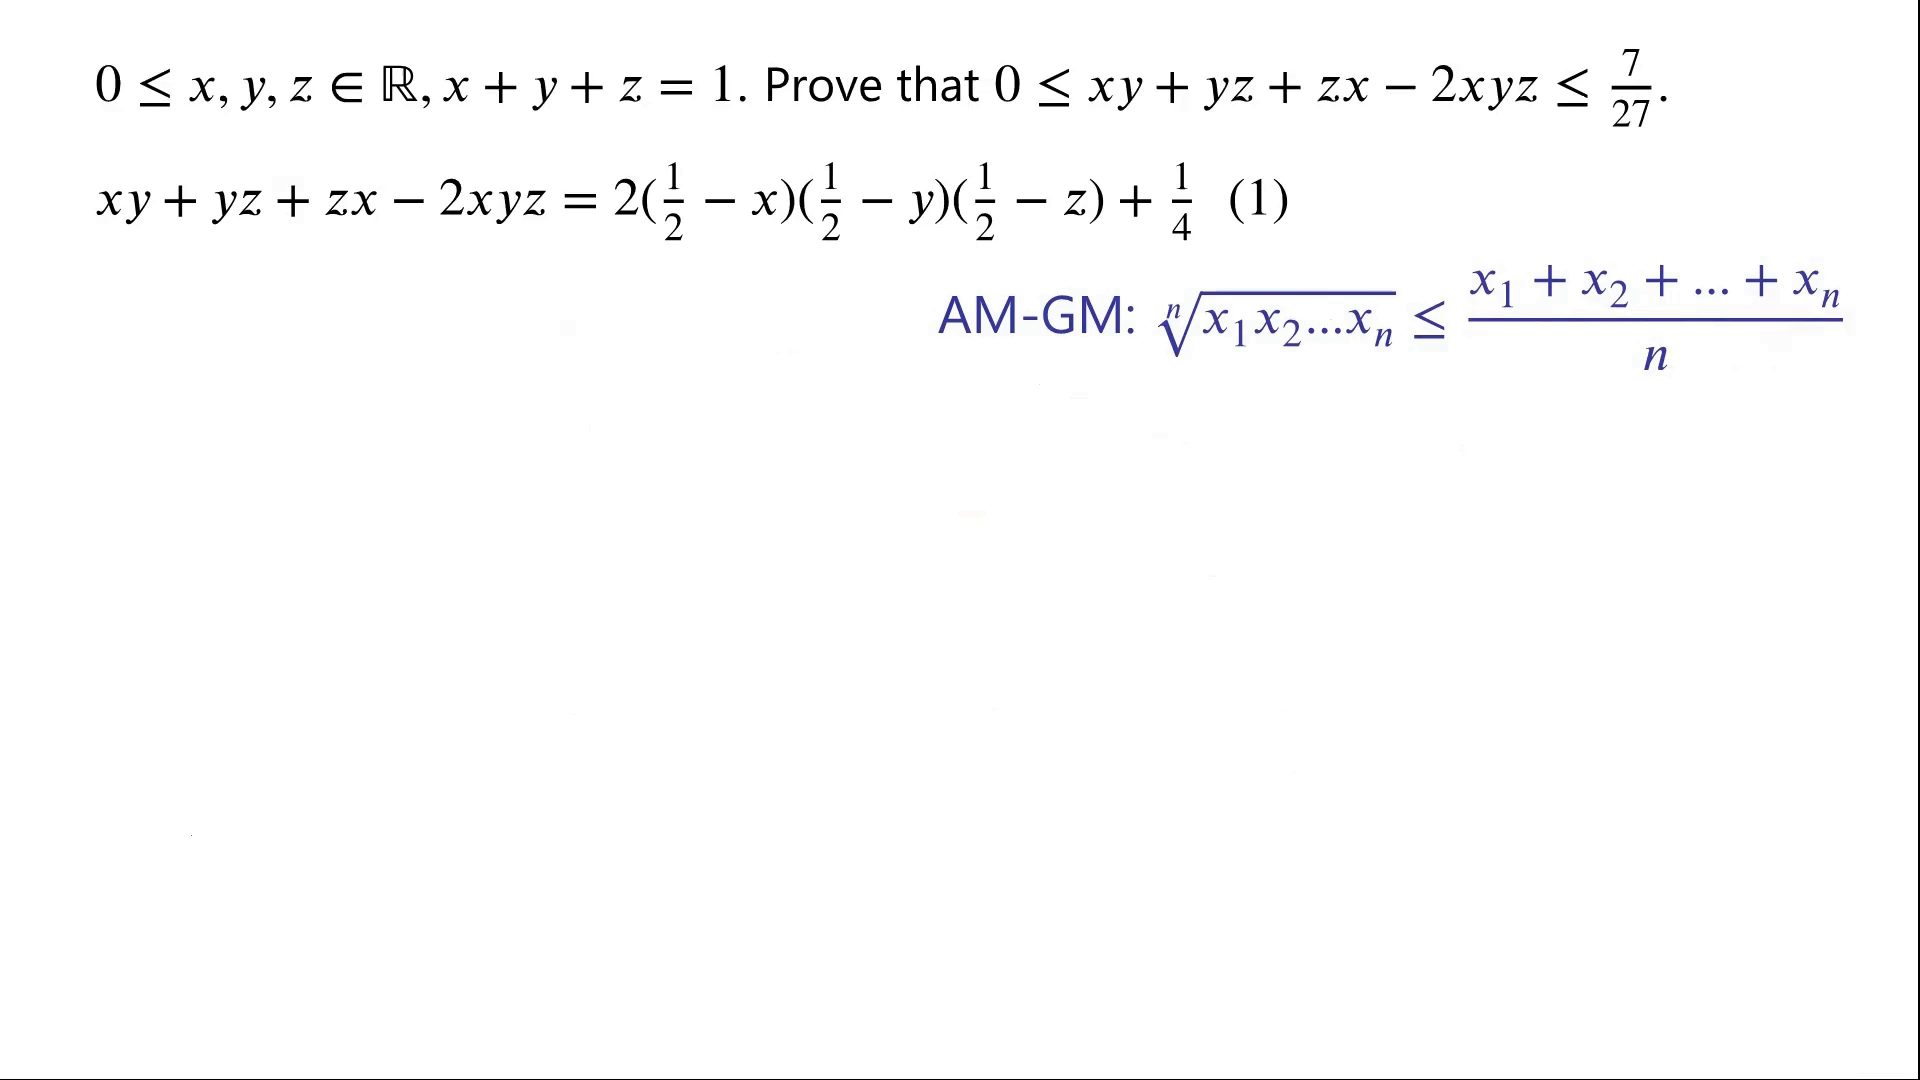 0 ≤ x, y, z ∈ ℝ, x + y + z = 1. Prove that 0 ≤ xy + yz + zx − 2xyz ≤ 7/27.
xy + yz + zx − 2xyz = 2(1/2 − x)(1/2 − y)(1/2 − z) + 1/4 (1)
AM-GM: ⁿ√(x₁x₂...xₙ) ≤ (x₁ + x₂ + ... + xₙ)/n